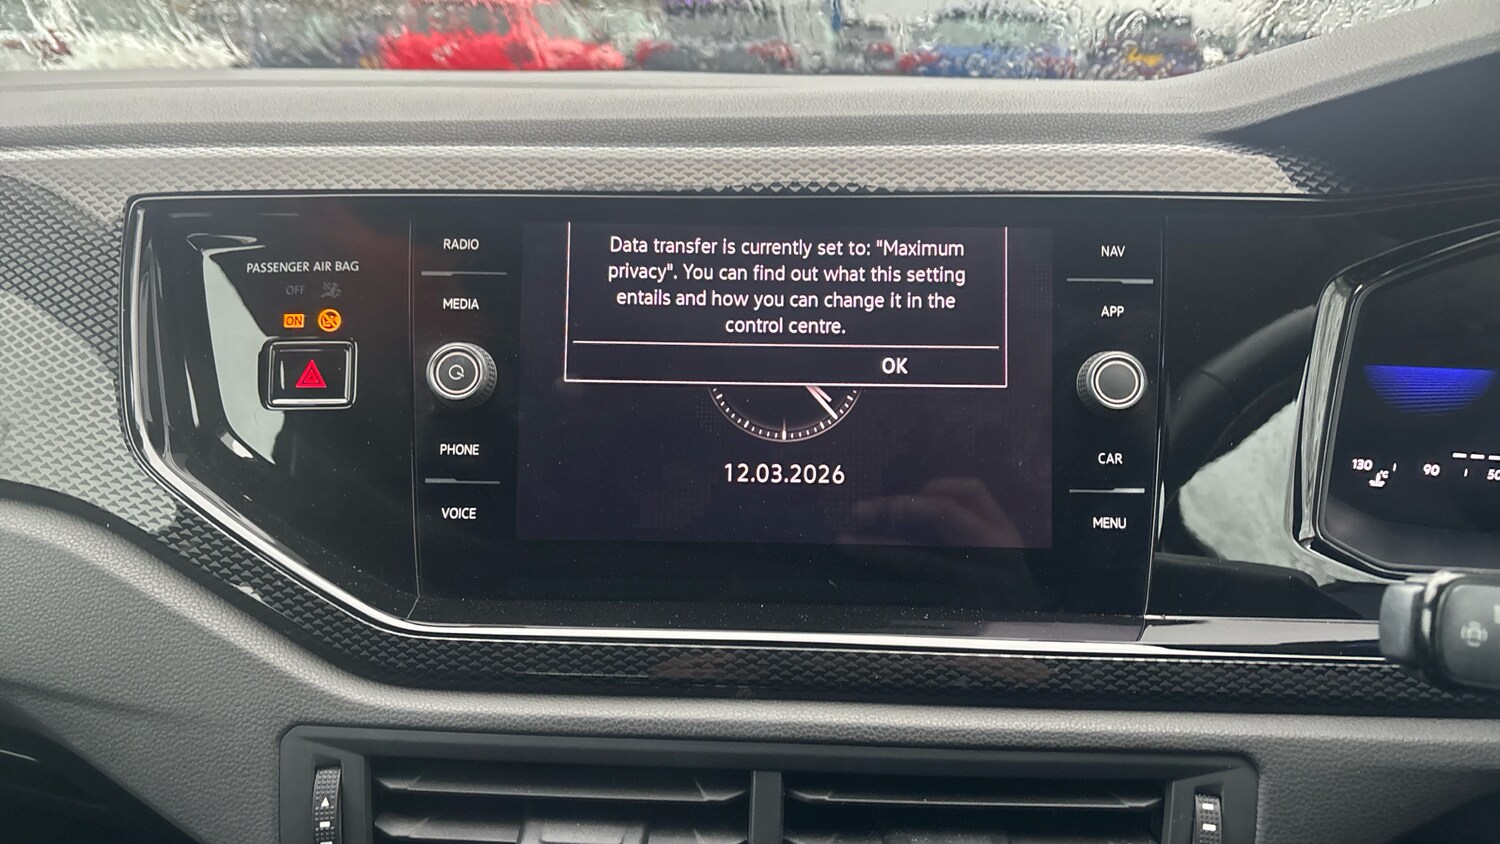 PASSENGER AIR BAG
OFF
ON
RADIO
MEDIA
PHONE
VOICE
Data transfer is currently set to: "Maximum
privacy". You can find out what this setting
entails and how you can change it in the
control centre.
OK
12.03.2026
NAV
APP
CAR
MENU
130 °C 90 50